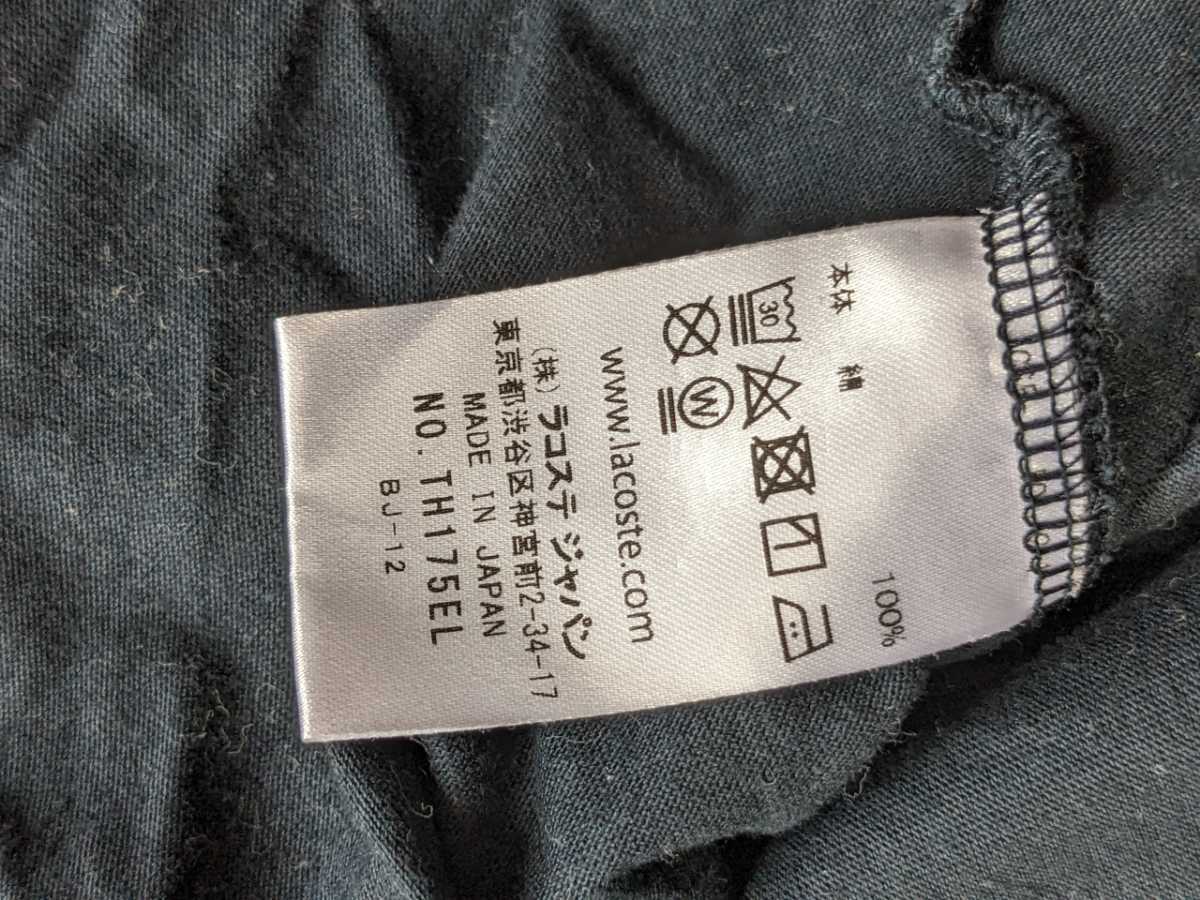 本体 綿 100%
30
W
www.lacoste.com
(株) ラコステ ジャパン
東京都渋谷区神宮前2-34-17
MADE IN JAPAN
NO. TH175EL
BJ-12